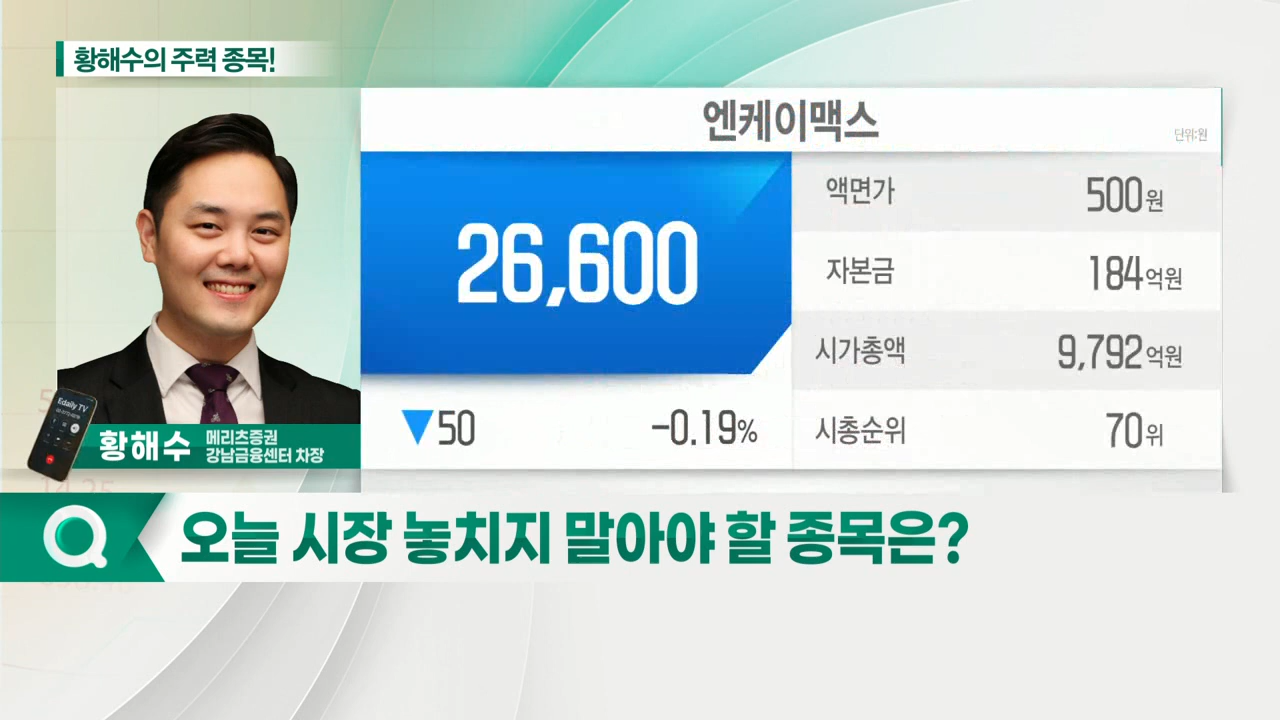 황해수의 주력 종목!
엔케이맥스
단위:원
26,600
▼50 -0.19%
액면가 500원
자본금 184억원
시가총액 9,792억원
시총순위 70위
Edaily TV
황해수 메리츠증권
강남금융센터 차장
오늘 시장 놓치지 말아야 할 종목은?